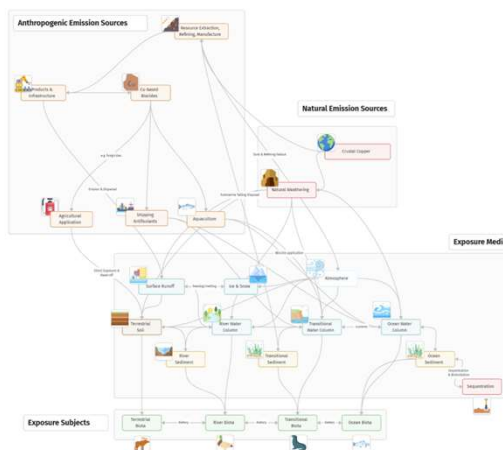 Anthropogenic Emission Sources
Resource Extraction,
Refining, Manufacture
Products &
Infrastructure
Cu-based
Biocides
Natural Emission Sources
Crustal Copper
Natural Weathering
Agricultural
Application
Shipping
Antifoulants
Aquaculture
Exposure Medi
Surface Runoff
Ice & Snow
Atmosphere
Terrestrial
Soil
River Water
Column
Transitional
Water Column
Ocean Water
Column
River
Sediment
Transitional
Sediment
Ocean
Sediment
Sequestration
Exposure Subjects
Terrestrial
Biota
River Biota
Transitional
Biota
Ocean Biota